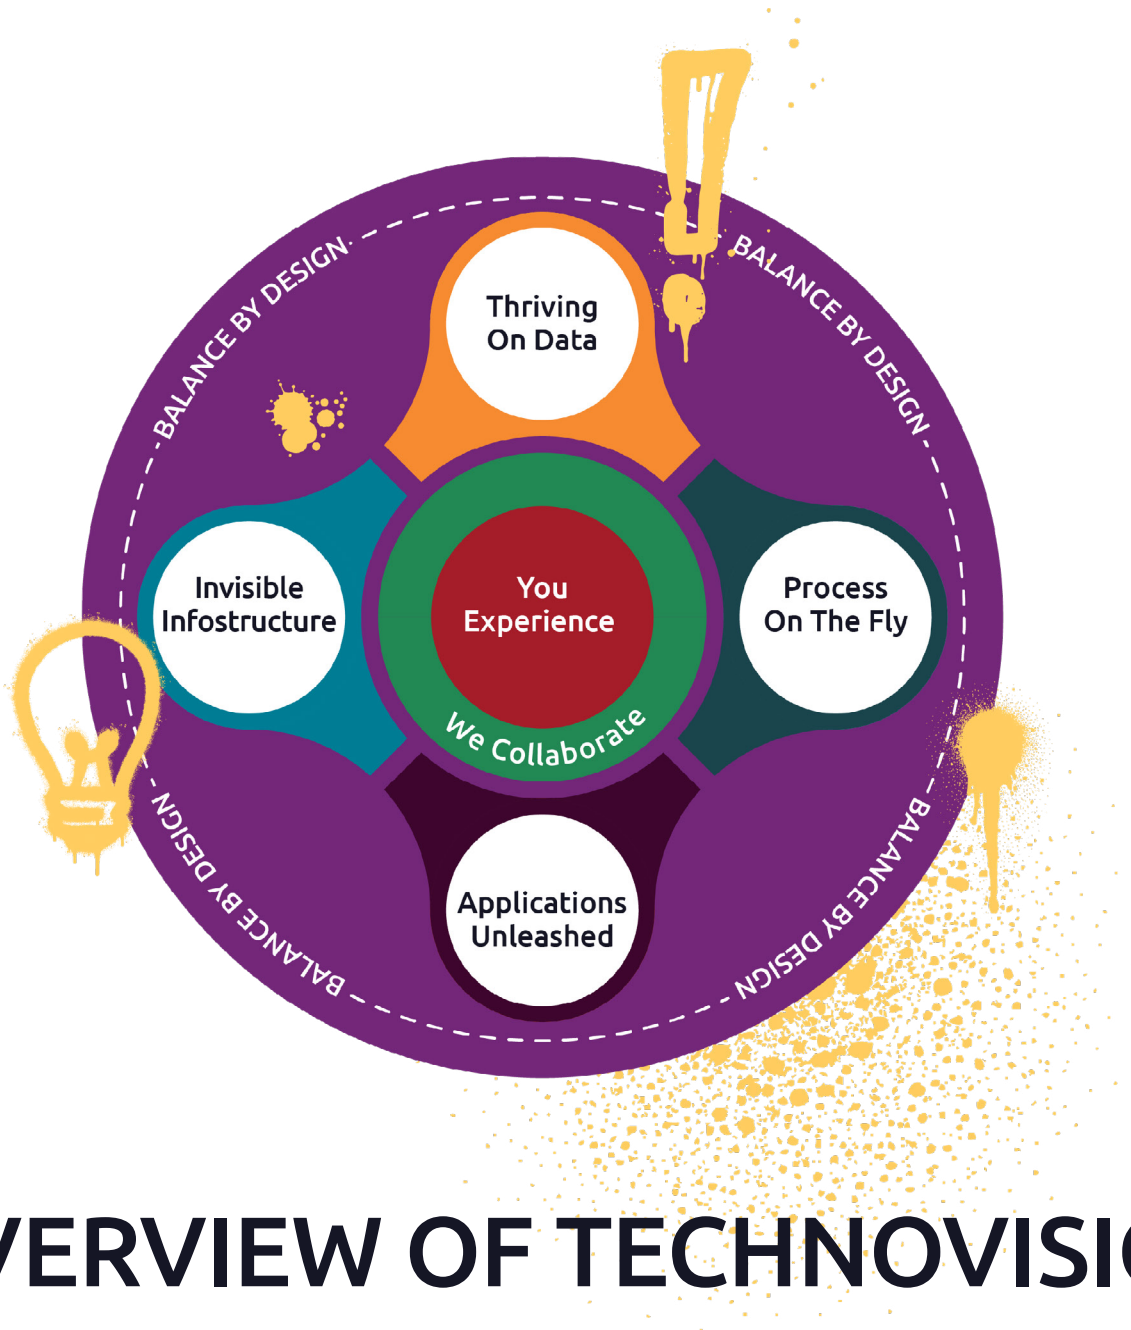 BALANCE BY DESIGN
BALANCE BY DESIGN
Thriving
On Data
Invisible
Infostructure
You
Experience
Process
On The Fly
We Collaborate
Applications
Unleashed
BALANCE BY DESIGN
BALANCE BY DESIGN
VERVIEW OF TECHNOVISIO